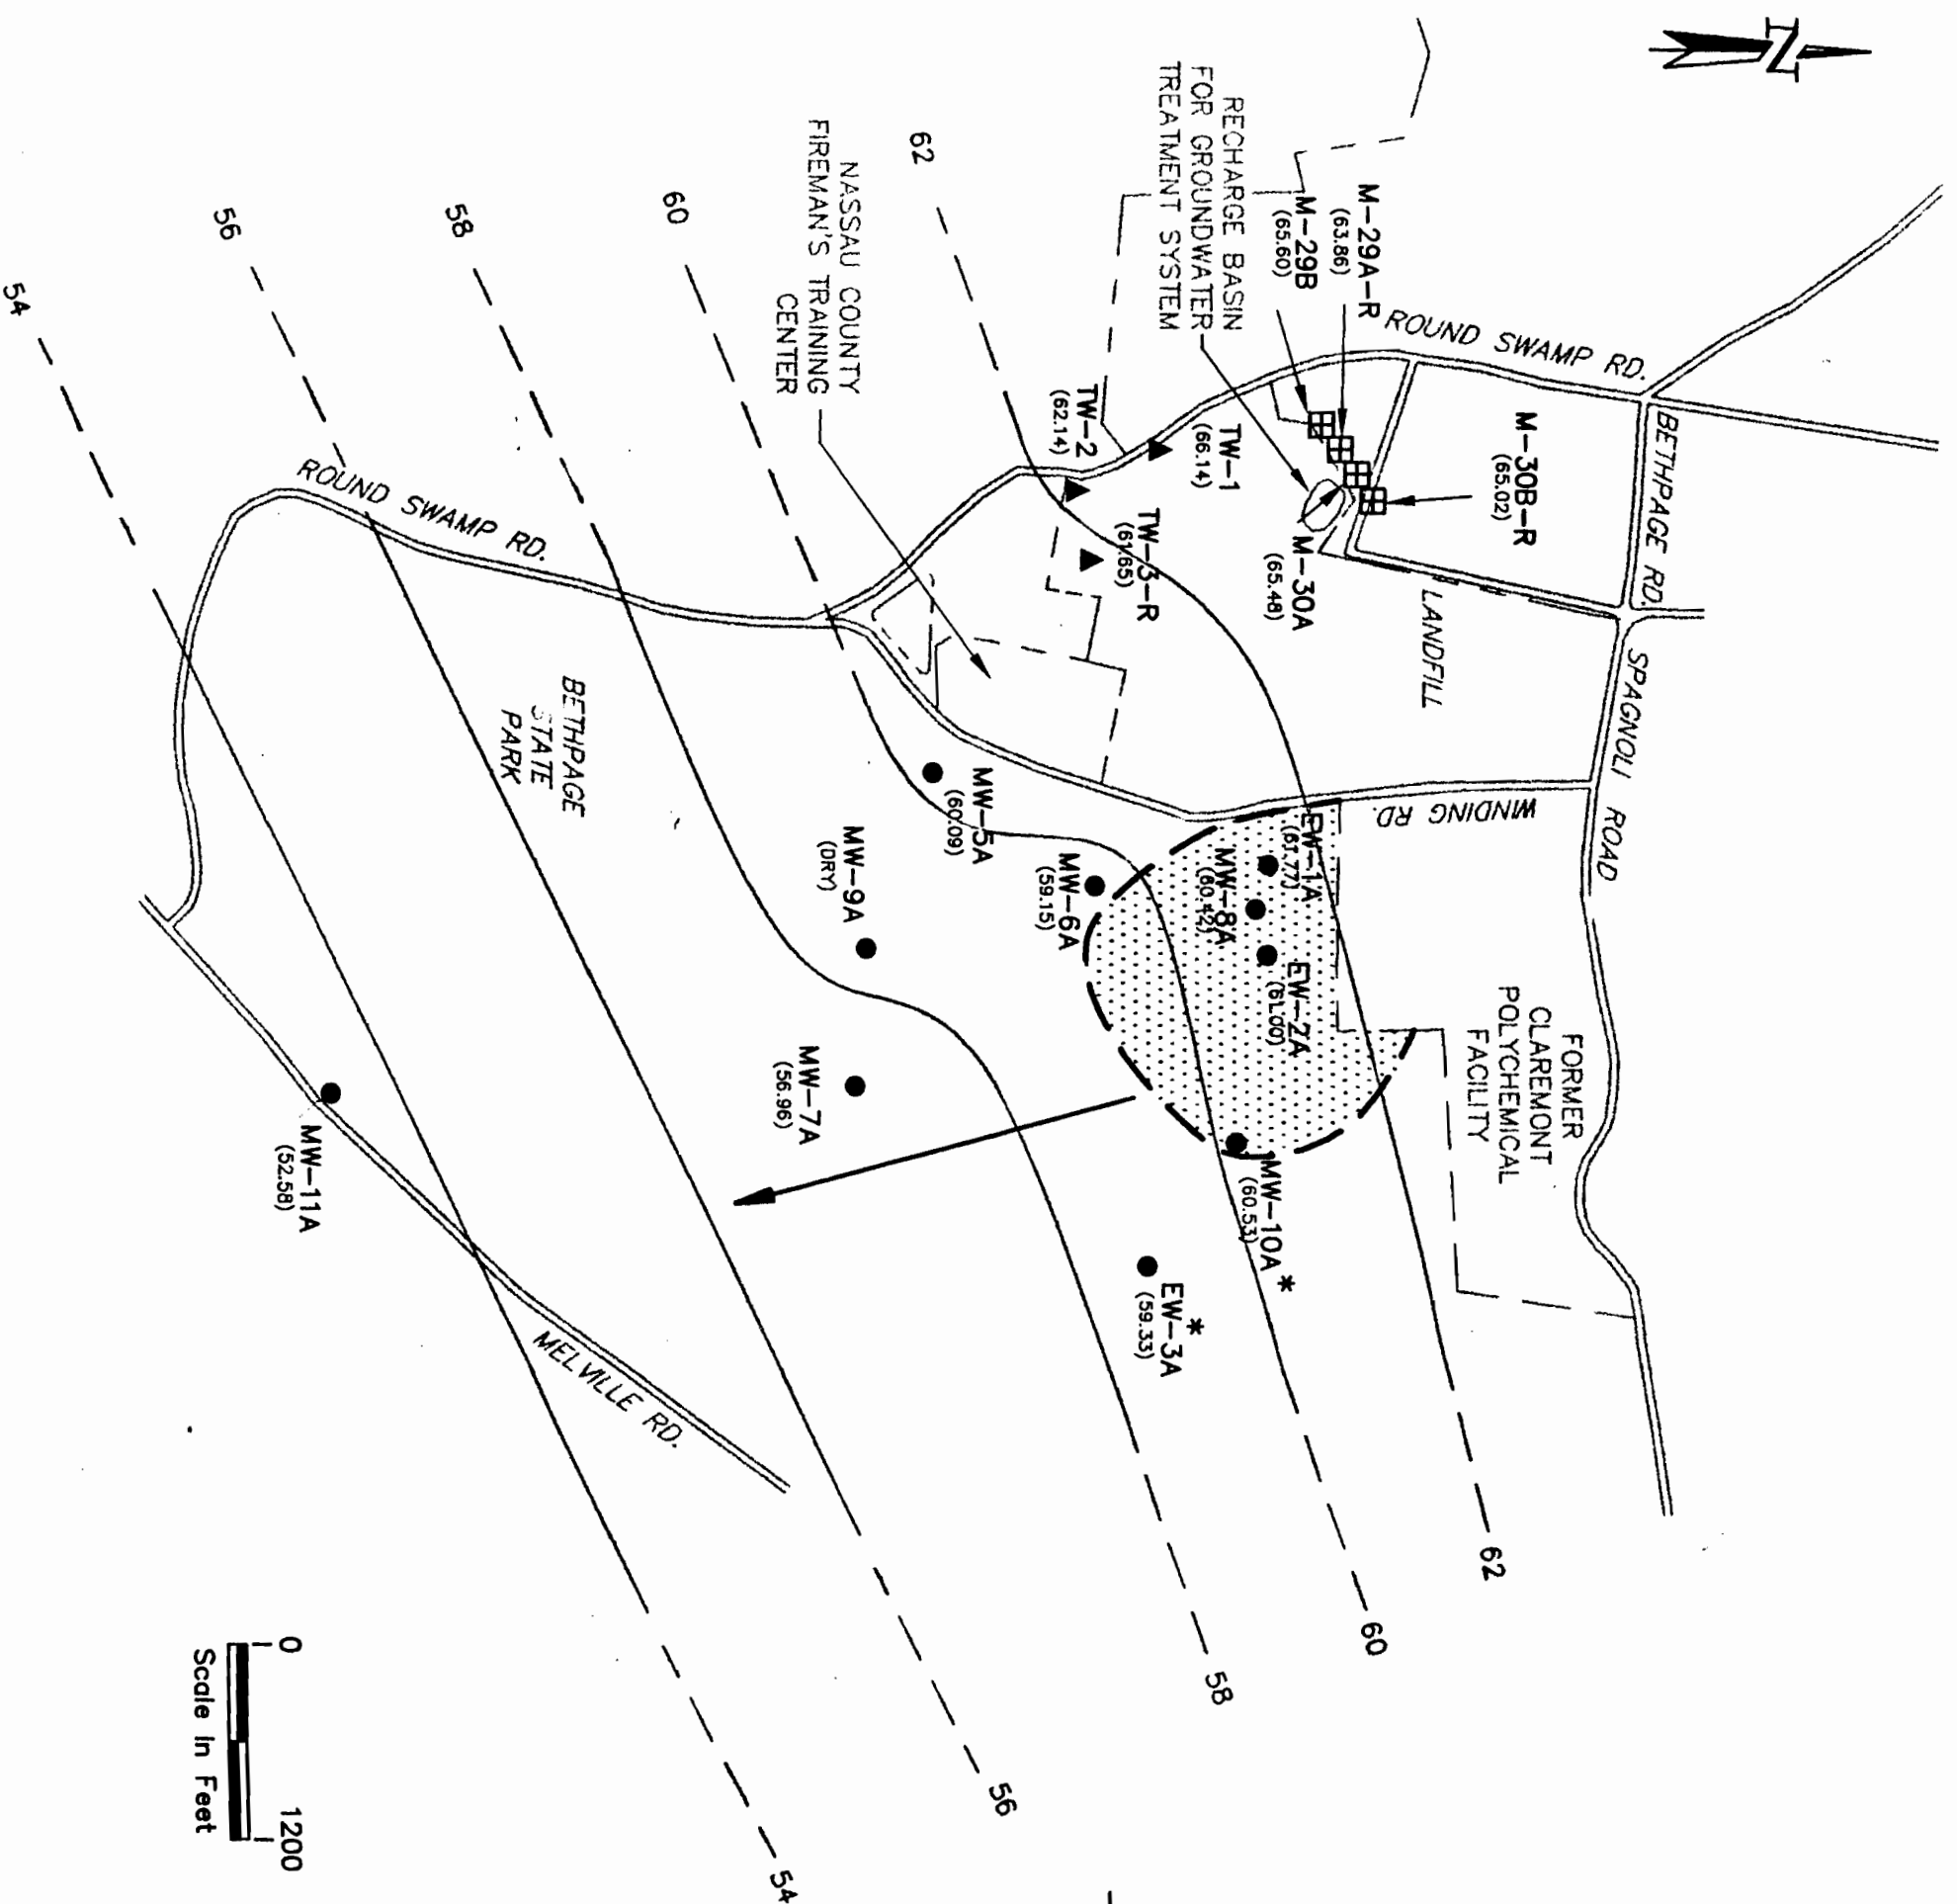 N
ROUND SWAMP RD.
BETHPAGE RD.
SPAGNOLI ROAD
WINDING RD.
M-30B-R
(65.02)
M-29A-R
(63.86)
M-29B
(65.60)
M-30A
(65.48)
LANDFILL
RECHARGE BASIN
FOR GROUNDWATER
TREATMENT SYSTEM
TW-1
(66.14)
TW-2
(62.14)
TW-3-R
(61.65)
FORMER
CLAREMONT
POLYCHEMICAL
FACILITY
EW-1A
(61.77)
MW-8A
(60.42)
EW-2A
(61.00)
MW-10A*
(60.53)
*
EW-3A
(59.33)
MW-5A
(60.09)
MW-6A
(59.15)
MW-9A
(DRY)
MW-7A
(56.96)
NASSAU COUNTY
FIREMAN'S TRAINING
CENTER
BETHPAGE
STATE
PARK
ROUND SWAMP RD.
MW-11A
(52.58)
MELVILLE RD.
62
60
58
56
54
62
60
58
56
54
0
1200
Scale In Feet